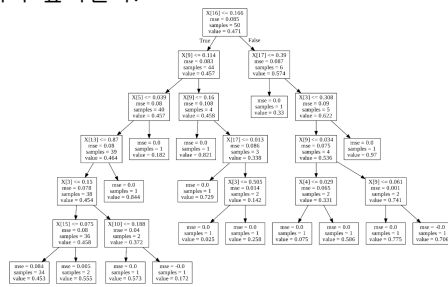 X[16] <= 0.166
mse = 0.085
samples = 50
value = 0.471
True
False
X[9] <= 0.114
mse = 0.083
samples = 44
value = 0.457
X[17] <= 0.39
mse = 0.087
samples = 6
value = 0.574
X[5] <= 0.039
mse = 0.08
samples = 40
value = 0.457
X[9] <= 0.16
mse = 0.108
samples = 4
value = 0.458
mse = 0.0
samples = 1
value = 0.33
X[3] <= 0.308
mse = 0.09
samples = 5
value = 0.622
X[13] <= 0.87
mse = 0.08
samples = 39
value = 0.464
mse = 0.0
samples = 1
value = 0.182
mse = 0.0
samples = 1
value = 0.821
X[17] <= 0.013
mse = 0.086
samples = 3
value = 0.338
X[9] <= 0.034
mse = 0.075
samples = 4
value = 0.536
mse = 0.0
samples = 1
value = 0.97
X[3] <= 0.15
mse = 0.078
samples = 38
value = 0.454
mse = 0.0
samples = 1
value = 0.844
mse = 0.0
samples = 1
value = 0.729
X[3] <= 0.505
mse = 0.014
samples = 2
value = 0.142
X[4] <= 0.029
mse = 0.065
samples = 2
value = 0.331
X[9] <= 0.061
mse = 0.001
samples = 2
value = 0.741
X[15] <= 0.075
mse = 0.08
samples = 36
value = 0.458
X[10] <= 0.188
mse = 0.04
samples = 2
value = 0.372
mse = 0.0
samples = 1
value = 0.025
mse = 0.0
samples = 1
value = 0.258
mse = 0.0
samples = 1
value = 0.075
mse = 0.0
samples = 1
value = 0.586
mse = 0.0
samples = 1
value = 0.775
mse = -0.0
samples = 1
value = 0.706
mse = 0.084
samples = 34
value = 0.453
mse = 0.005
samples = 2
value = 0.555
mse = 0.0
samples = 1
value = 0.573
mse = -0.0
samples = 1
value = 0.172